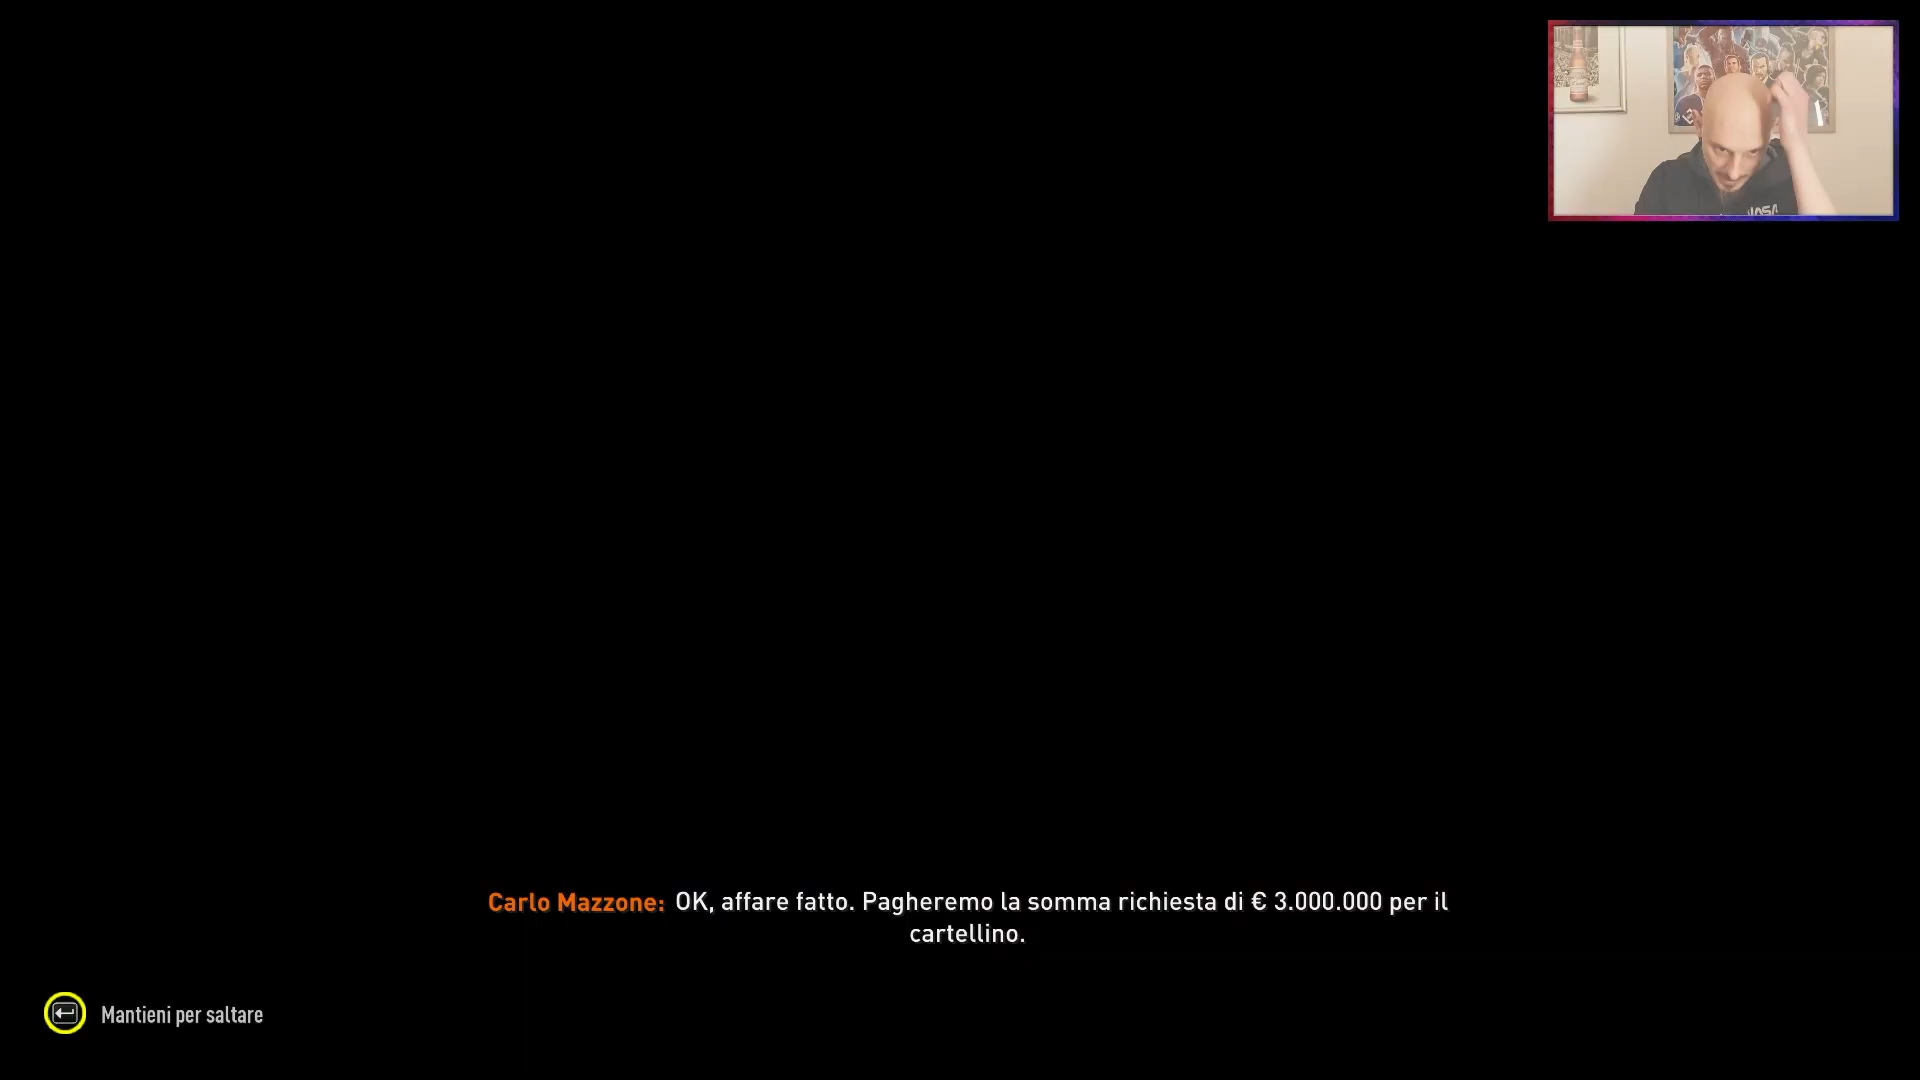 Carlo Mazzone: OK, affare fatto. Pagheremo la somma richiesta di € 3.000.000 per il
cartellino.
Mantieni per saltare